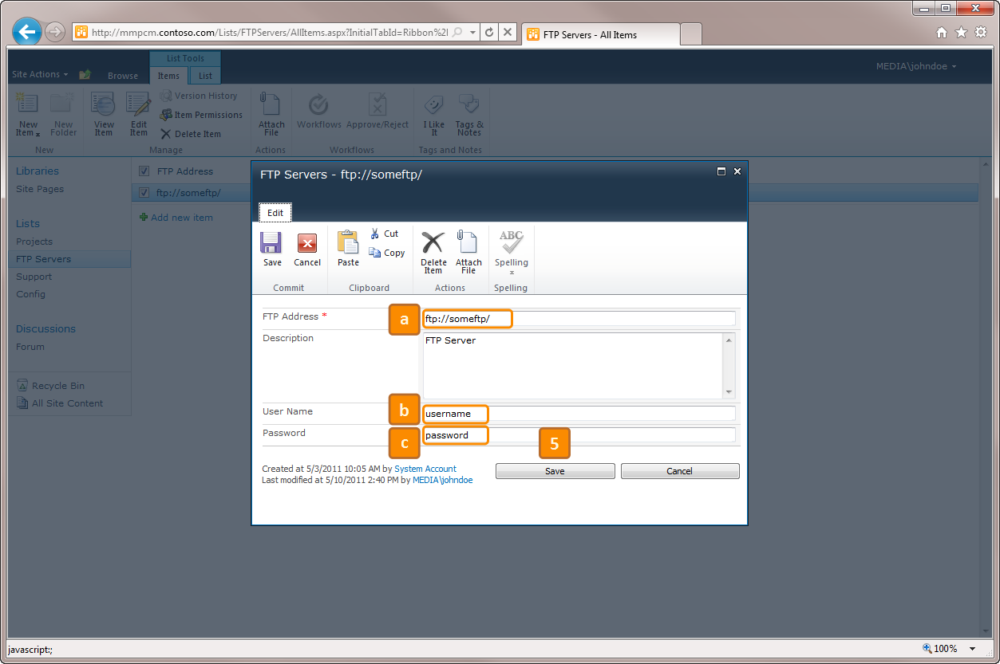 http://mmpcm.contoso.com/Lists/FTPServers/AllItems.aspx?InitialTabId=Ribbon%2
FTP Servers - All Items
List Tools
MEDIA\johndoe
Site Actions
Browse
Items
List
New Item
New Folder
View Item
Edit Item
Version History
Item Permissions
Delete Item
Attach File
Workflows
Approve/Reject
I Like It
Tags & Notes
New
Manage
Actions
Workflows
Tags and Notes
Libraries
Site Pages
Lists
Projects
FTP Servers
Support
Config
Discussions
Forum
Recycle Bin
All Site Content
FTP Address
ftp://someftp/
Add new item
FTP Servers - ftp://someftp/
Edit
Save
Cancel
Paste
Cut
Copy
Delete Item
Attach File
ABC
Spelling
Commit
Clipboard
Actions
Spelling
FTP Address *
a
ftp://someftp/
Description
FTP Server
User Name
b
username
Password
c
password
5
Created at 5/3/2011 10:05 AM by System Account
Last modified at 5/10/2011 2:40 PM by MEDIA\johndoe
Save
Cancel
javascript:;
100%